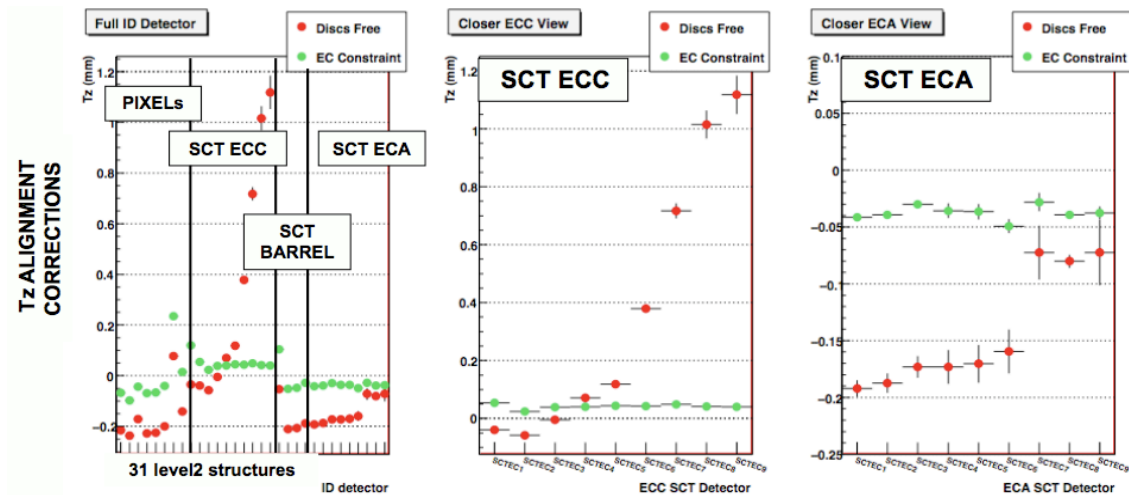 Full ID Detector
Discs Free
EC Constraint
Tz (mm)
1.2
1
0.8
0.6
0.4
0.2
0
−0.2
PIXELs
SCT ECC
SCT ECA
SCT
BARREL
31 level2 structures
ID detector
Tz ALIGNMENT
CORRECTIONS
Closer ECC View
Discs Free
EC Constraint
Tz (mm)
SCT ECC
1.2
1
0.8
0.6
0.4
0.2
0
SCTEC1
SCTEC2
SCTEC3
SCTEC4
SCTEC5
SCTEC6
SCTEC7
SCTEC8
SCTEC9
ECC SCT Detector
Closer ECA View
Discs Free
EC Constraint
Tz (mm)
SCT ECA
0.1
0
−0.05
−0.1
−0.15
−0.2
−0.25
SCTEC1
SCTEC2
SCTEC3
SCTEC4
SCTEC5
SCTEC6
SCTEC7
SCTEC8
SCTEC9
ECA SCT Detector